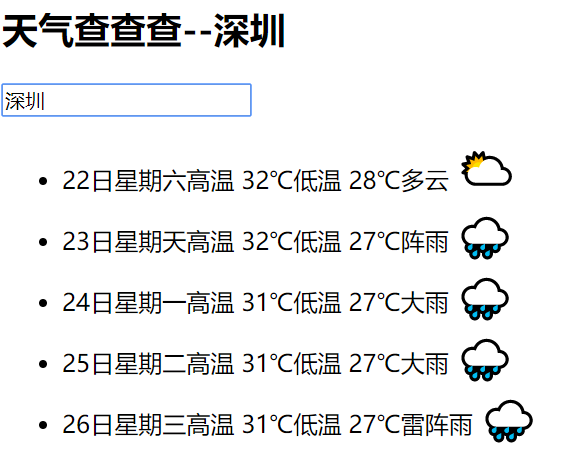 天气查查查--深圳
深圳
22日星期六高温 32℃低温 28℃多云
23日星期天高温 32℃低温 27℃阵雨
24日星期一高温 31℃低温 27℃大雨
25日星期二高温 31℃低温 27℃大雨
26日星期三高温 31℃低温 27℃雷阵雨